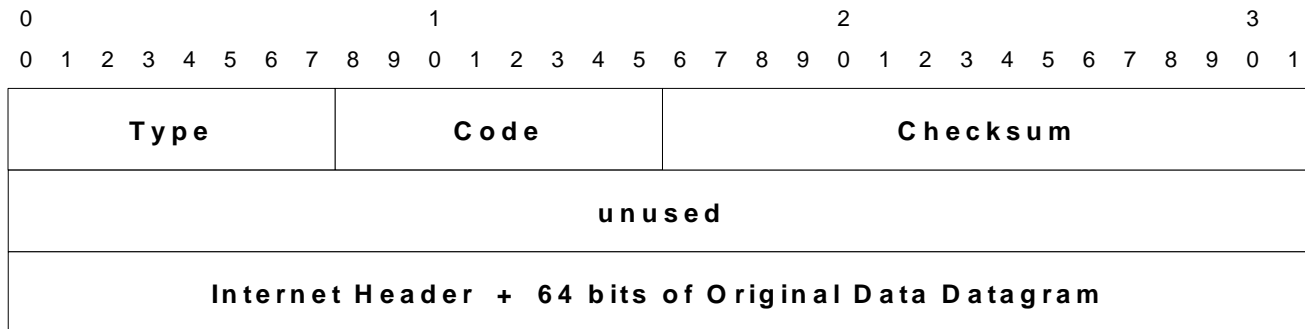 0 1 2 3
0 1 2 3 4 5 6 7 8 9 0 1 2 3 4 5 6 7 8 9 0 1 2 3 4 5 6 7 8 9 0 1
Type Code Checksum
unused
Internet Header + 64 bits of Original Data Datagram